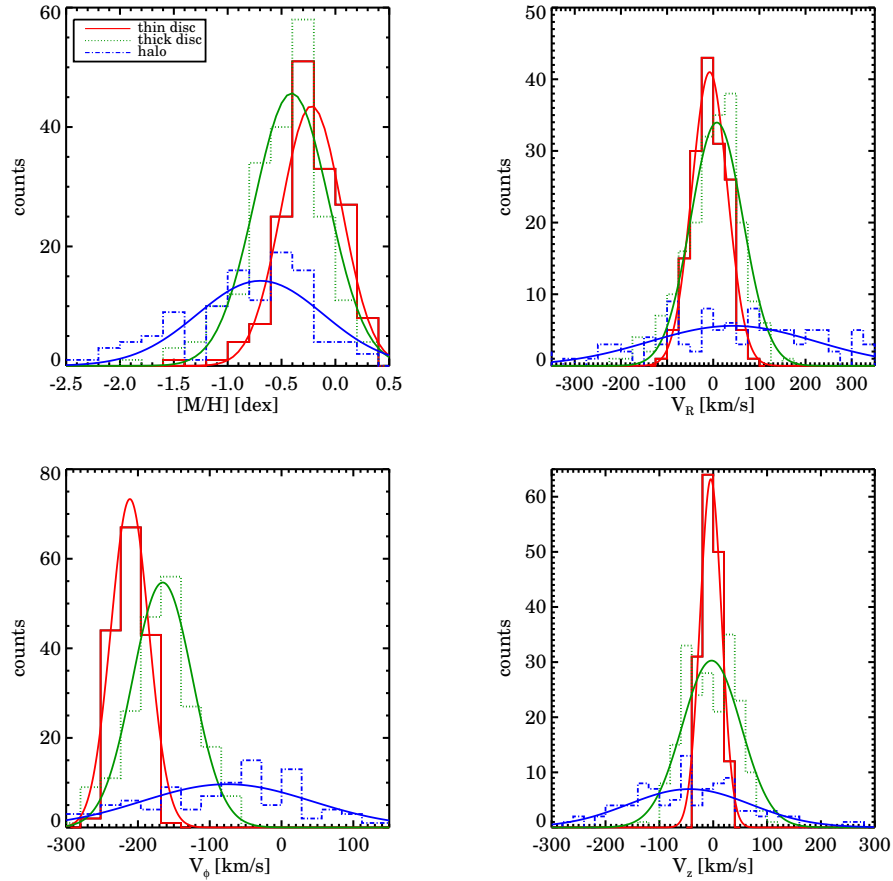 thin disc
thick disc
halo
counts
60
40
20
0
-2.5 -2.0 -1.5 -1.0 -0.5 0.0 0.5
[M/H] [dex]
counts
50
40
30
20
10
0
-300 -200 -100 0 100 200 300
V_R [km/s]
counts
80
60
40
20
0
-300 -200 -100 0 100
V_ϕ [km/s]
counts
60
50
40
30
20
10
0
-300 -200 -100 0 100 200 300
V_z [km/s]